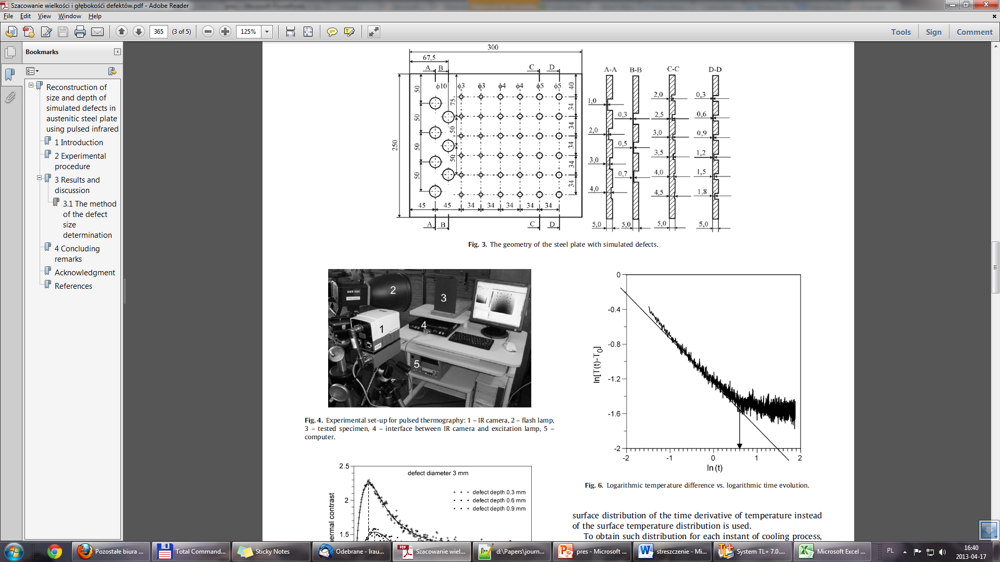 Szacowanie wielkości i głębokośći defektów.pdf - Adobe Reader
File Edit View Window Help
365 (3 of 5) 125% Tools Sign Comment
Bookmarks
Reconstruction of
size and depth of
simulated defects in
austenitic steel plate
using pulsed infrared
1 Introduction
2 Experimental
procedure
3 Results and
discussion
3.1 The method
of the defect
size
determination
4 Concluding
remarks
Acknowledgment
References
300
67,5
A B C D
ϕ10 ϕ3 ϕ3 ϕ4 ϕ4 ϕ5 ϕ5
50 75 40
50 50 34
50 50 34
50 34
34
34
250
45 45 34 34 34 34 34
A B C D
A-A B-B C-C D-D
1,0 2,0 3,0 4,0 5,0
0,3 0,5 0,7 5,0
2,0 2,5 3,0 3,5 4,0 4,5 5,0
0,3 0,6 0,9 1,2 1,5 1,8 5,0
Fig. 3. The geometry of the steel plate with simulated defects.
EHT
1 2 3 4 5
Fig. 4. Experimental set-up for pulsed thermography: 1 – IR camera, 2 – flash lamp,
3 – tested specimen, 4 – interface between IR camera and excitation lamp, 5 –
computer.
2.5
2
1.5
ermal contrast
defect diameter 3 mm
+ + + defect depth 0.3 mm
• • • defect depth 0.6 mm
▴ ▴ ▴ defect depth 0.9 mm
0
-0.4
-0.8
-1.2
-1.6
-2
ln[T(t)-T0]
-2 -1 0 1 2
ln (t)
Fig. 6. Logarithmic temperature difference vs. logarithmic time evolution.
surface distribution of the time derivative of temperature instead
of the surface temperature distribution is used.
To obtain such distribution for each instant of cooling process,
Pozostałe biura ... Total Command... Sticky Notes Odebrane - Irau... Szacowanie wiel... d:\Papers\journ... pres - Microsoft ... streszczenie - Mi... System TL+ 7.0.... Microsoft Excel ... PL 16:40
2013-04-17